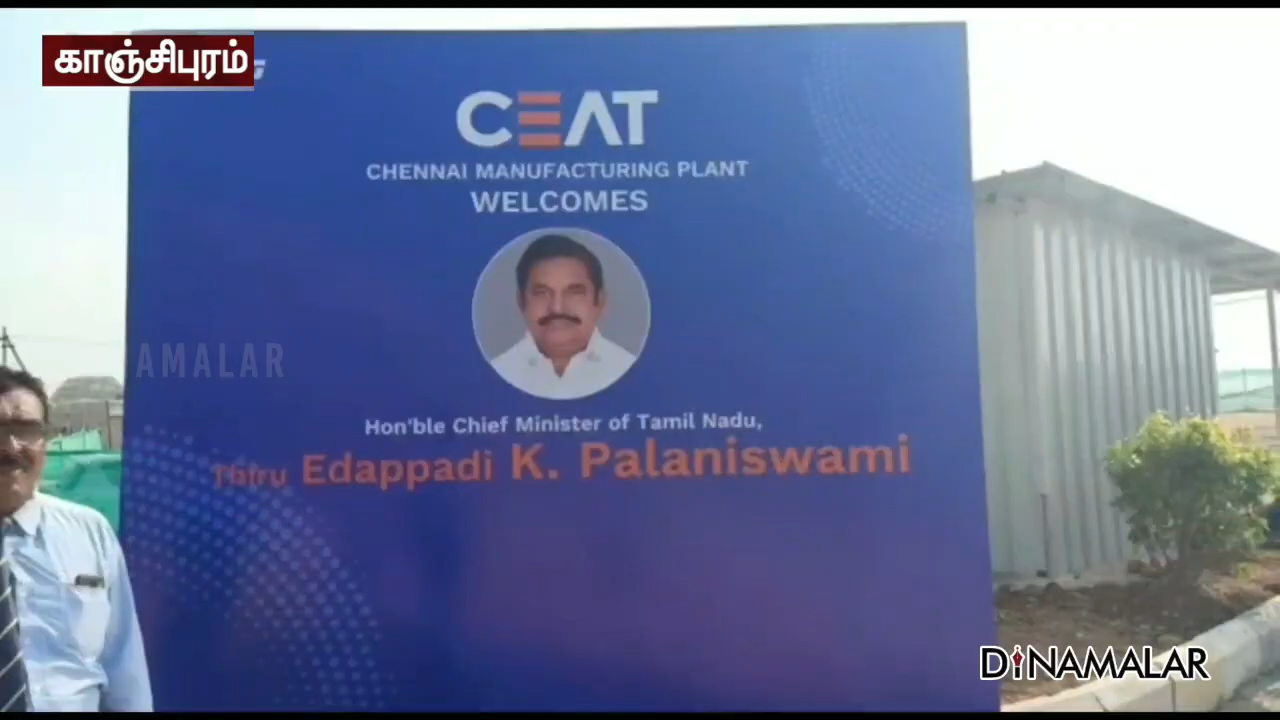 காஞ்சிபுரம்
CEAT
CHENNAI MANUFACTURING PLANT
WELCOMES
AMALAR
Hon'ble Chief Minister of Tamil Nadu,
Thiru Edappadi K. Palaniswami
DINAMALAR